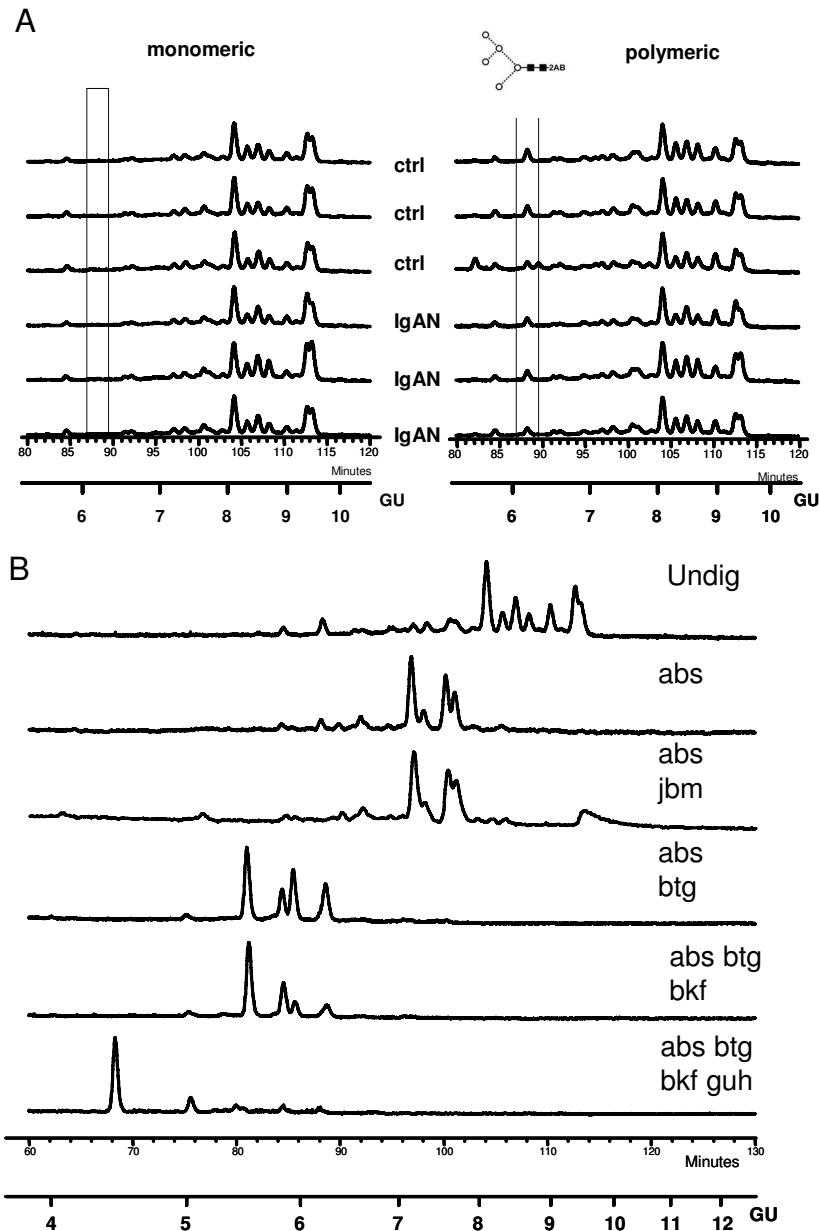 A
monomeric
polymeric
2AB
ctrl
ctrl
ctrl
IgAN
IgAN
IgAN
80 85 90 95 100 105 110 115 120
Minutes
6 7 8 9 10 GU
80 85 90 95 100 105 110 115 120
Minutes
6 7 8 9 10 GU
B
Undig
abs
abs
jbm
abs
btg
abs btg
bkf
abs btg
bkf guh
60 80 90 100 110 120 130
Minutes
4 5 6 7 8 9 10 11 12 GU